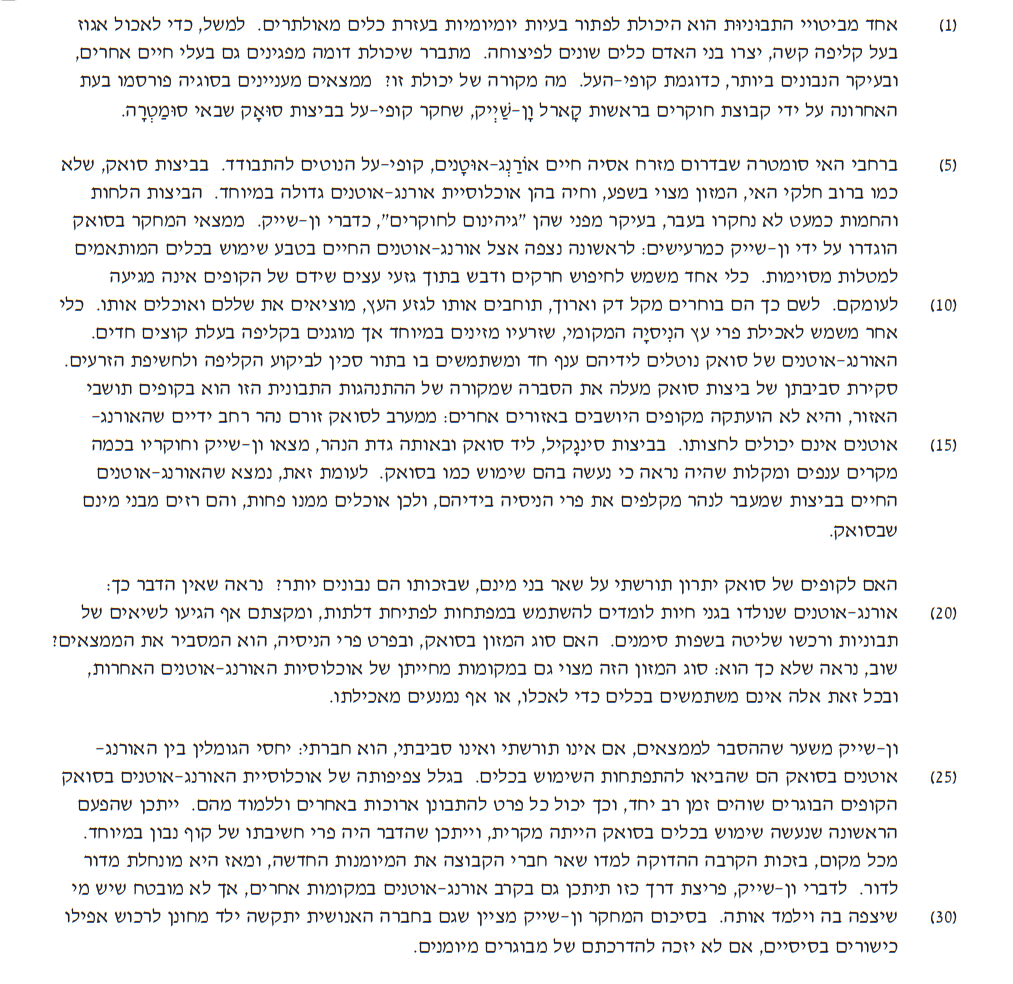 (1) אחד מביטויי התבוּניוּת הוא היכולת לפתור בעיות יומיומיות בעזרת כלים מאולתרים. למשל, כדי לאכול אגוז
בעל קליפה קשה, יצרו בני האדם כלים שונים לפיצוחה. מתברר שיכולת דומה מפגינים גם בעלי חיים אחרים,
ובעיקר הנבונים ביותר, כדוגמת קופי-העל. מה מקורה של יכולת זו? ממצאים מעניינים בסוגיה פורסמו בעת
האחרונה על ידי קבוצת חוקרים בראשות קָארל וָן-שַׁיְיק, שחקר קופי-על בביצות סוּאָק שבאי סוּמַטְרָה.
(5) ברחבי האי סומטרה שבדרום מזרח אסיה חיים אוֹרַנְג-אוּטָנים, קופי-על הנוטים להתבודד. בביצות סואק, שלא
כמו ברוב חלקי האי, המזון מצוי בשפע, וחיה בהן אוכלוסיית אורנג-אוטנים גדולה במיוחד. הביצות הלחות
והחמות כמעט לא נחקרו בעבר, בעיקר מפני שהן "גיהינום לחוקרים", כדברי ון-שייק. ממצאי המחקר בסואק
הוגדרו על ידי ון-שייק כמרעישים: לראשונה נצפה אצל אורנג-אוטנים החיים בטבע שימוש בכלים המותאמים
למטלות מסוימות. כלי אחד משמש לחיפוש חרקים ודבש בתוך גזעי עצים שידם של הקופים אינה מגיעה
(10) לעומקם. לשם כך הם בוחרים מקל דק וארוך, תוחבים אותו לגזע העץ, מוציאים את שללם ואוכלים אותו. כלי
אחר משמש לאכילת פרי עץ הנִיסיָה המקומי, שזרעיו מזינים במיוחד אך מוגנים בקליפה בעלת קוצים חדים.
האורנג-אוטנים של סואק נוטלים לידיהם ענף חד ומשתמשים בו בתור סכין לביקוע הקליפה ולחשיפת הזרעים.
סקירת סביבתן של ביצות סואק מעלה את הסברה שמקורה של ההתנהגות התבונית הזו הוא בקופים תושבי
האזור, והיא לא הועתקה מקופים היושבים באזורים אחרים: ממערב לסואק זורם נהר רחב ידיים שהאורנג-
(15) אוטנים אינם יכולים לחצותו. בביצות סינגָקיל, ליד סואק ובאותה גדת הנהר, מצאו ון-שייק וחוקריו בכמה
מקרים ענפים ומקלות שהיה נראה כי נעשה בהם שימוש כמו בסואק. לעומת זאת, נמצא שהאורנג-אוטנים
החיים בביצות שמעבר לנהר מקלפים את פרי הניסיה בידיהם, ולכן אוכלים ממנו פחות, והם רזים מבני מינם
שבסואק.
האם לקופים של סואק יתרון תורשתי על שאר בני מינם, שבזכותו הם נבונים יותר? נראה שאין הדבר כך:
(20) אורנג-אוטנים שנולדו בגני חיות לומדים להשתמש במפתחות לפתיחת דלתות, ומקצתם אף הגיעו לשיאים של
תבוניות ורכשו שליטה בשפות סימנים. האם סוג המזון בסואק, ובפרט פרי הניסיה, הוא המסביר את הממצאים?
שוב, נראה שלא כך הוא: סוג המזון הזה מצוי גם במקומות מחייתן של אוכלוסיות האורנג-אוטנים האחרות,
ובכל זאת אלה אינם משתמשים בכלים כדי לאכלו, או אף נמנעים מאכילתו.
ון-שייק משער שההסבר לממצאים, אם אינו תורשתי ואינו סביבתי, הוא חברתי: יחסי הגומלין בין האורנג-
(25) אוטנים בסואק הם שהביאו להתפתחות השימוש בכלים. בגלל צפיפותה של אוכלוסיית האורנג-אוטנים בסואק
הקופים הבוגרים שוהים זמן רב יחד, וכך יכול כל פרט להתבונן ארוכות באחרים וללמוד מהם. ייתכן שהפעם
הראשונה שנעשה שימוש בכלים בסואק הייתה מקרית, וייתכן שהדבר היה פרי חשיבתו של קוף נבון במיוחד.
מכל מקום, בזכות הקרבה ההדוקה למדו שאר חברי הקבוצה את המיומנות החדשה, ומאז היא מונחלת מדור
לדור. לדברי ון-שייק, פריצת דרך כזו תיתכן גם בקרב אורנג-אוטנים במקומות אחרים, אך לא מובטח שיש מי
(30) שיצפה בה וילמד אותה. בסיכום המחקר ון-שייק מציין שגם בחברה האנושית יתקשה ילד מחונן לרכוש אפילו
כישורים בסיסיים, אם לא יזכה להדרכתם של מבוגרים מיומנים.